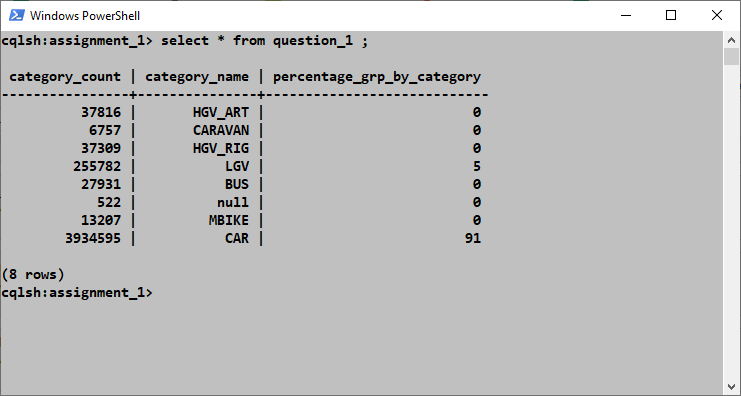 Windows PowerShell
cqlsh:assignment_1> select * from question_1 ;
category_count | category_name | percentage_grp_by_category
----------------+---------------+----------------------------
37816 | HGV_ART | 0
6757 | CARAVAN | 0
37309 | HGV_RIG | 0
255782 | LGV | 5
27931 | BUS | 0
522 | null | 0
13207 | MBIKE | 0
3934595 | CAR | 91
(8 rows)
cqlsh:assignment_1>